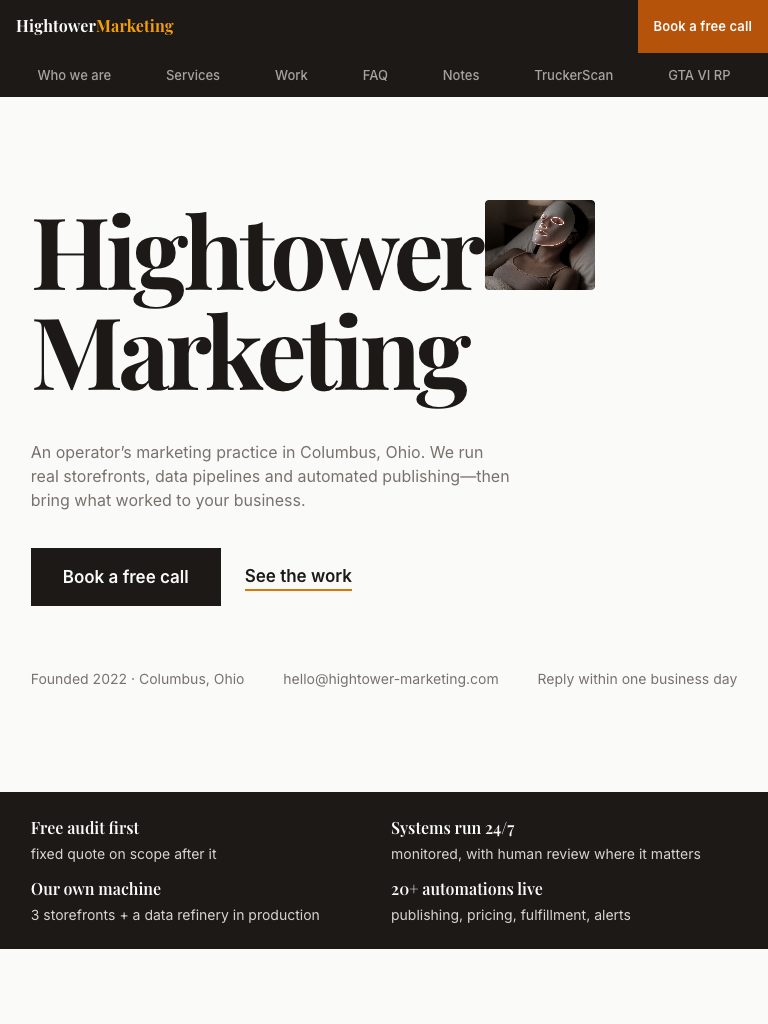 HightowerMarketing
Book a free call
Who we are
Services
Work
FAQ
Notes
TruckerScan
GTA VI RP
Hightower
Marketing
An operator’s marketing practice in Columbus, Ohio. We run
real storefronts, data pipelines and automated publishing—then
bring what worked to your business.
Book a free call
See the work
Founded 2022 · Columbus, Ohio
hello@hightower-marketing.com
Reply within one business day
Free audit first
fixed quote on scope after it
Systems run 24/7
monitored, with human review where it matters
Our own machine
3 storefronts + a data refinery in production
20+ automations live
publishing, pricing, fulfillment, alerts